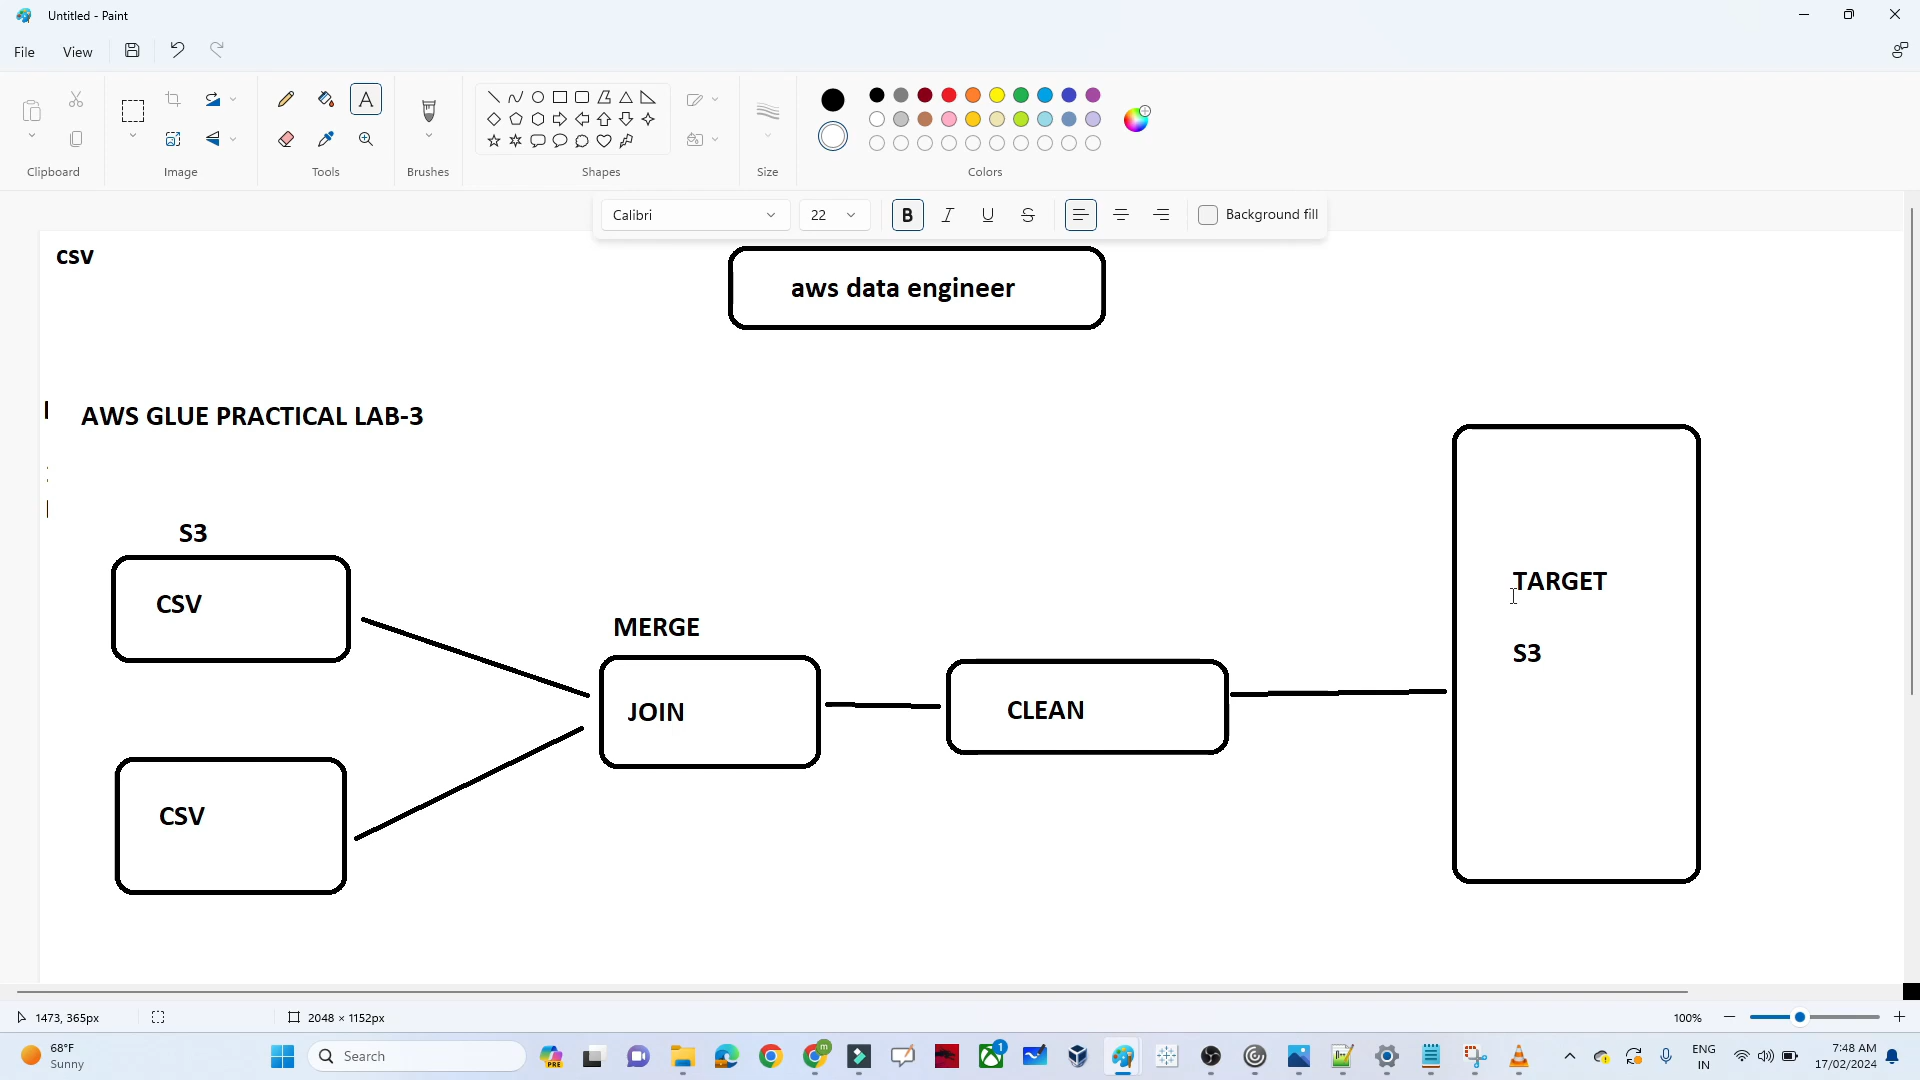 Untitled - Paint
File View
Clipboard Image Tools Brushes Shapes Size Colors
Calibri 22 B I U S Background fill
csv
aws data engineer
AWS GLUE PRACTICAL LAB-3
S3
CSV
MERGE
JOIN
CLEAN
TARGET
S3
CSV
1473, 365px 2048 × 1152px 100%
68°F
Sunny
Search
PRE
m
1
ENG
IN
7:48 AM
17/02/2024